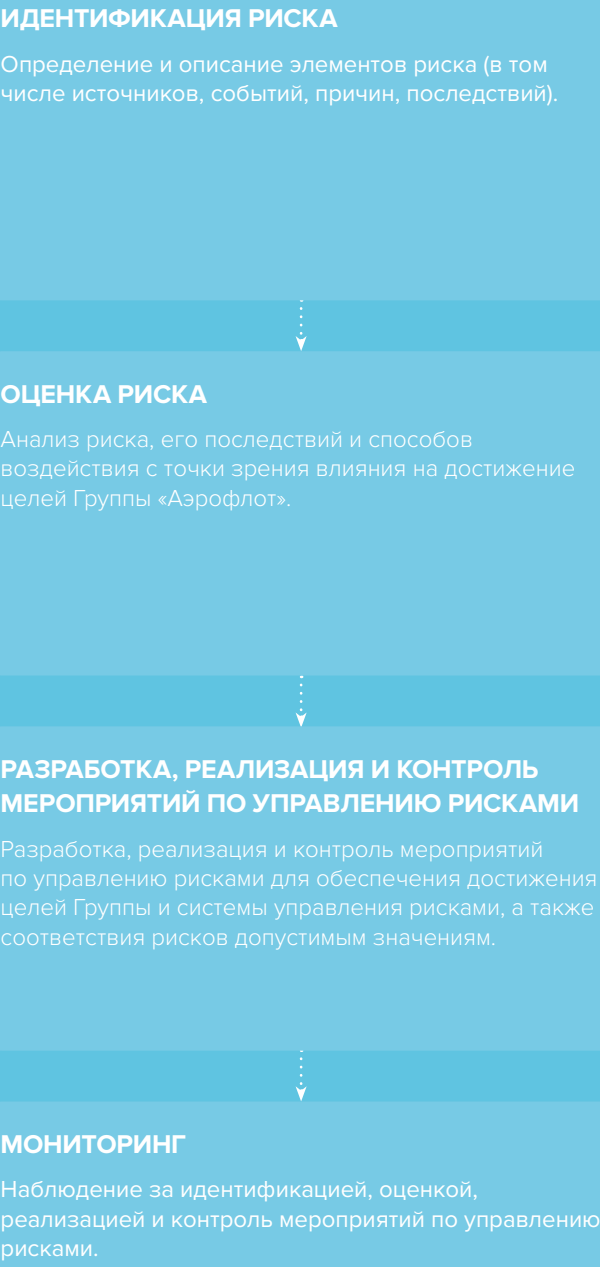 ИДЕНТИФИКАЦИЯ РИСКА
Определение и описание элементов риска (в том
числе источников, событий, причин, последствий).
ОЦЕНКА РИСКА
Анализ риска, его последствий и способов
воздействия с точки зрения влияния на достижение
целей Группы «Аэрофлот».
РАЗРАБОТКА, РЕАЛИЗАЦИЯ И КОНТРОЛЬ
МЕРОПРИЯТИЙ ПО УПРАВЛЕНИЮ РИСКАМИ
Разработка, реализация и контроль мероприятий
по управлению рисками для обеспечения достижения
целей Группы и системы управления рисками, а также
соответствия рисков допустимым значениям.
МОНИТОРИНГ
Наблюдение за идентификацией, оценкой,
реализацией и контроль мероприятий по управлению
рисками.